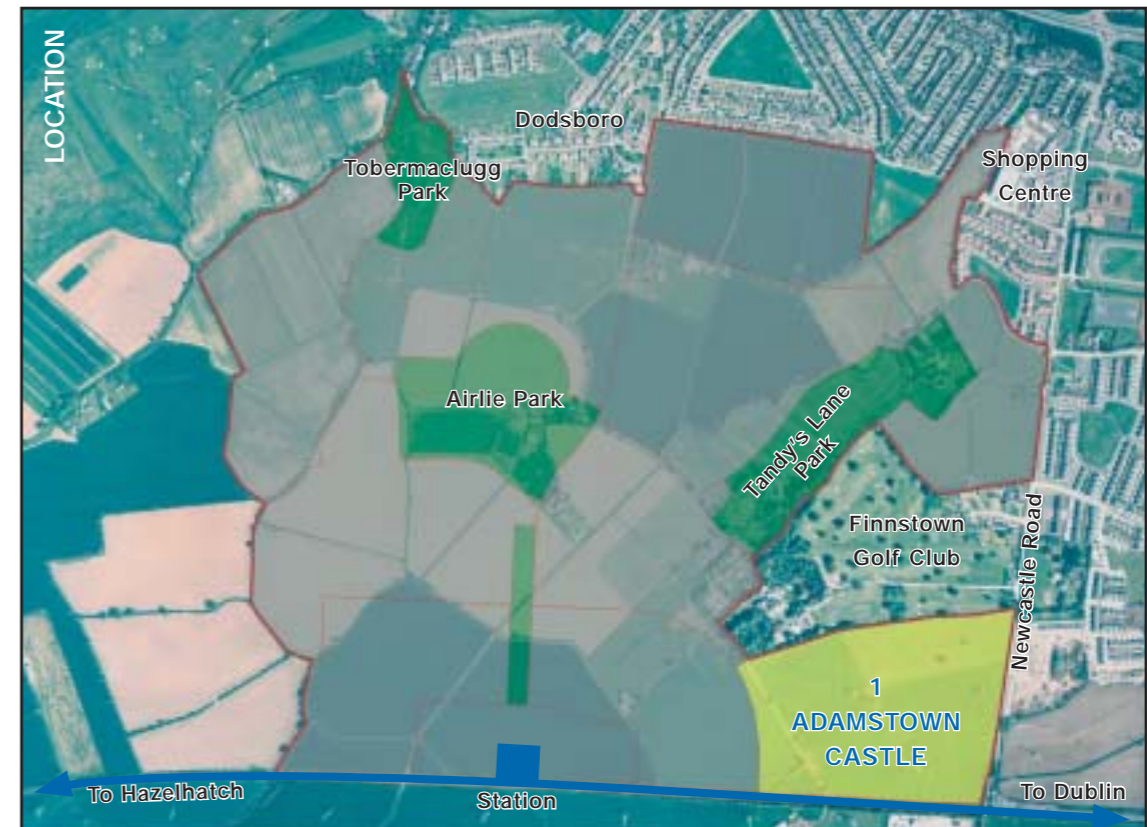 LOCATION
Dodsboro
Tobermaclugg
Park
Shopping
Centre
Airlie Park
Tandy's Lane
Park
Finnstown
Golf Club
Newcastle Road
1
ADAMSTOWN
CASTLE
To Hazelhatch
Station
To Dublin